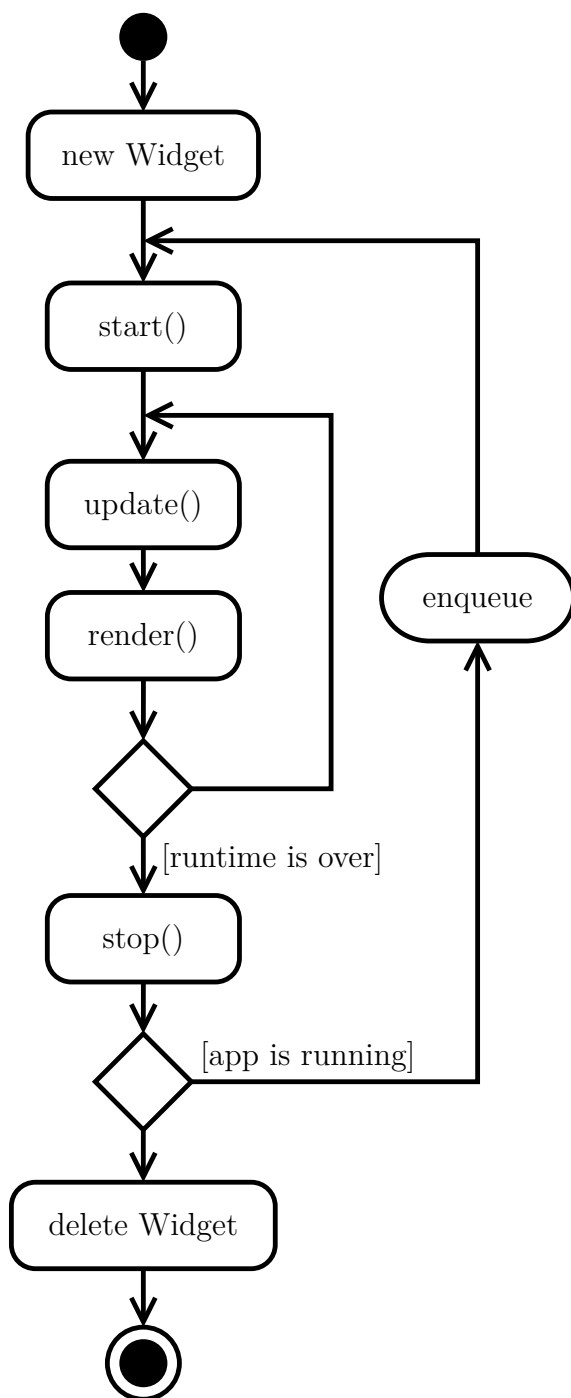 new Widget
start()
update()
enqueue
render()
[runtime is over]
stop()
[app is running]
delete Widget